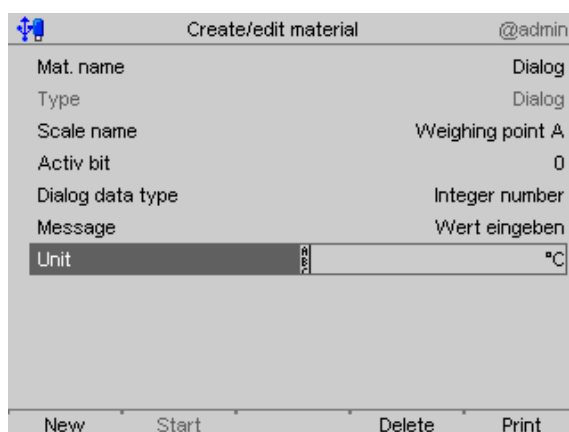 Create/edit material @admin
Mat. name Dialog
Type Dialog
Scale name Weighing point A
Activ bit 0
Dialog data type Integer number
Message Wert eingeben
Unit ABC °C
New Start Delete Print